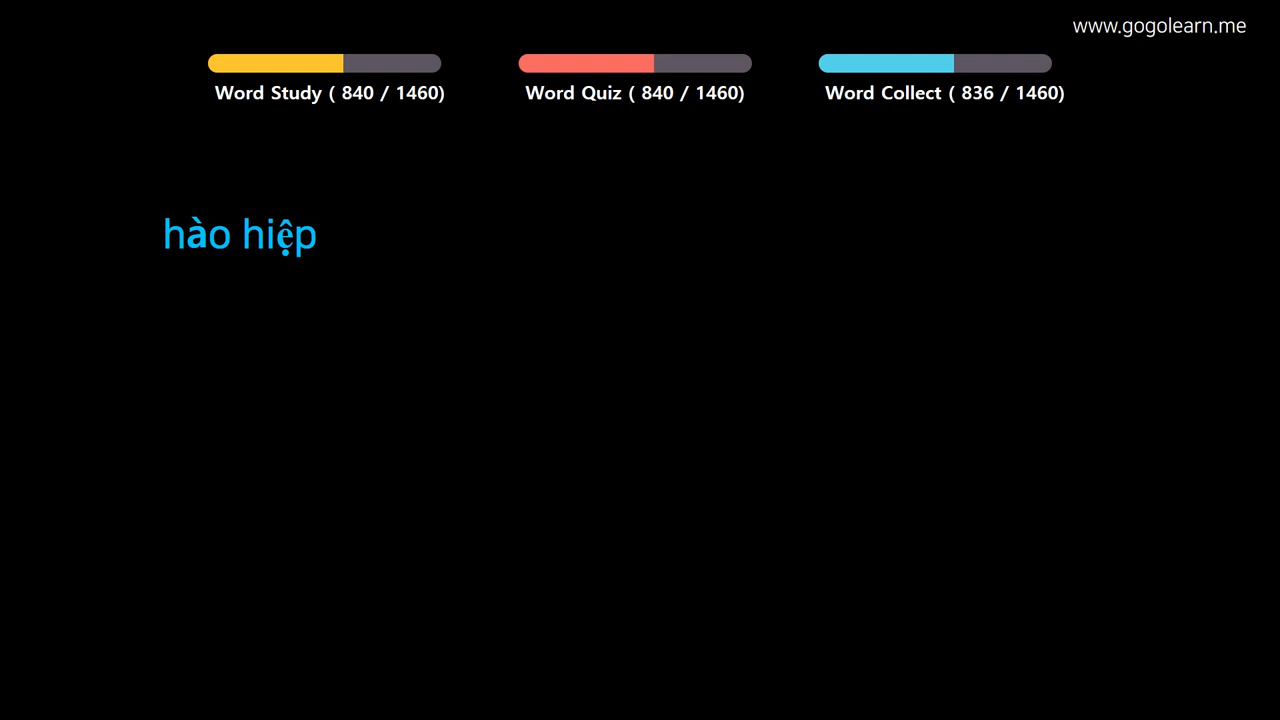 www.gogolearn.me
Word Study ( 840 / 1460)
Word Quiz ( 840 / 1460)
Word Collect ( 836 / 1460)
hào hiệp